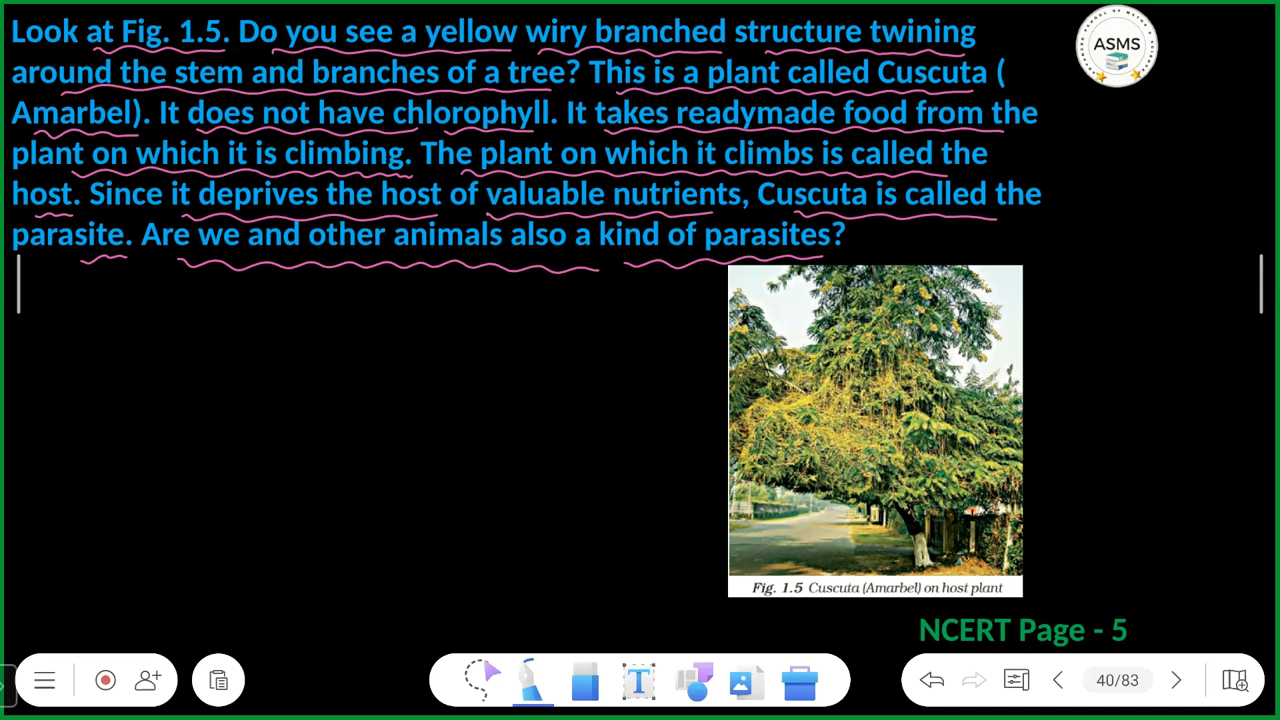 Look at Fig. 1.5. Do you see a yellow wiry branched structure twining
around the stem and branches of a tree? This is a plant called Cuscuta (
Amarbel). It does not have chlorophyll. It takes readymade food from the
plant on which it is climbing. The plant on which it climbs is called the
host. Since it deprives the host of valuable nutrients, Cuscuta is called the
parasite. Are we and other animals also a kind of parasites?
ASMS
Fig. 1.5 Cuscuta (Amarbel) on host plant
NCERT Page - 5
T
40/83